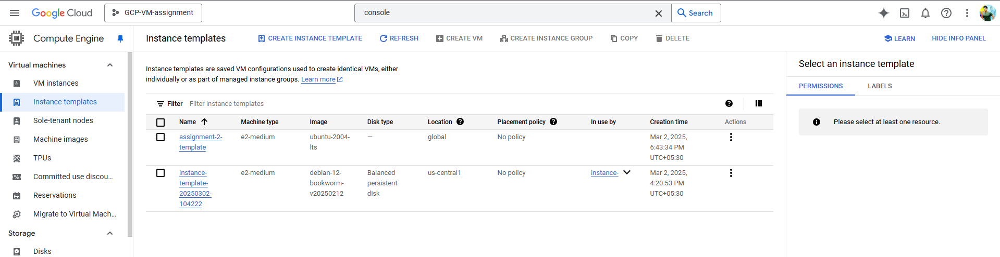 Google Cloud
GCP-VM-assignment
console
Search
Compute Engine
Instance templates
CREATE INSTANCE TEMPLATE
REFRESH
CREATE VM
CREATE INSTANCE GROUP
COPY
DELETE
LEARN
HIDE INFO PANEL
Virtual machines
VM instances
Instance templates
Sole-tenant nodes
Machine images
TPUs
Committed use discou...
Reservations
Migrate to Virtual Mach...
Storage
Disks
Instance templates are saved VM configurations used to create identical VMs, either
individually or as part of managed instance groups. Learn more
Filter Filter instance templates
Name Machine type Image Disk type Location Placement policy In use by Creation time Actions
assignment-2- e2-medium ubuntu-2004- — global No policy Mar 2, 2025,
template lts 6:43:34 PM
UTC+05:30
instance- e2-medium debian-12- Balanced us-central1 No policy instance- Mar 2, 2025,
template- bookworm- persistent 4:20:53 PM
20250302- v20250212 disk UTC+05:30
104222
Select an instance template
PERMISSIONS LABELS
Please select at least one resource.